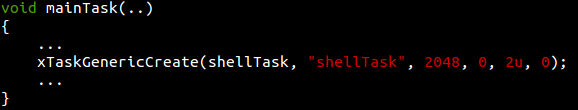 void mainTask(..)
{
    ...
    xTaskGenericCreate(shellTask, "shellTask", 2048, 0, 2u, 0);
    ...
}